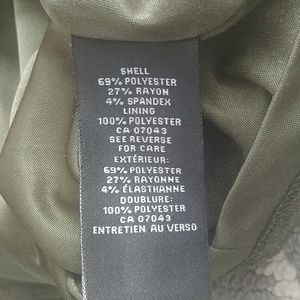 SHELL
69% POLYESTER
27% RAYON
4% SPANDEX
LINING
100% POLYESTER
CA 07043
SEE REVERSE
FOR CARE
EXTÉRIEUR:
69% POLYESTER
27% RAYONNE
4% ÉLASTHANNE
DOUBLURE:
100% POLYESTER
CA 07043
ENTRETIEN AU VERSO